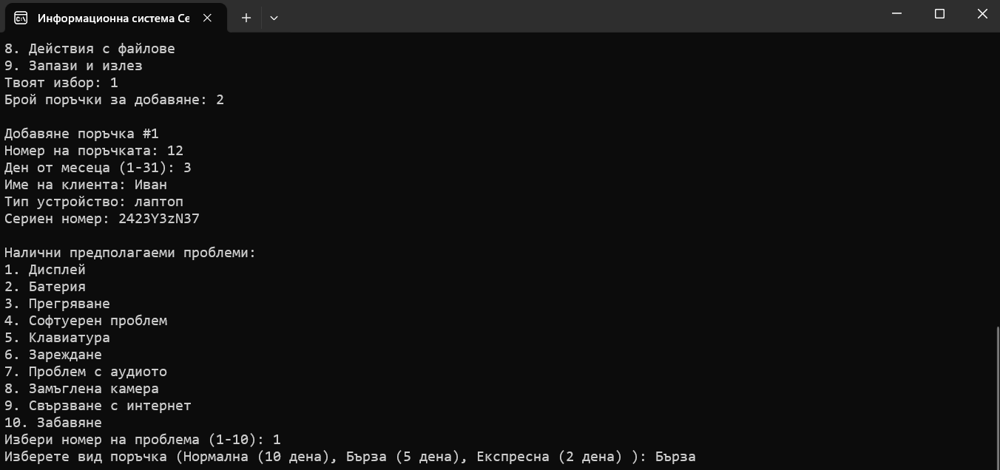 Информационна система Се
8. Действия с файлове
9. Запази и излез
Твоят избор: 1
Брой поръчки за добавяне: 2
Добавяне поръчка #1
Номер на поръчката: 12
Ден от месеца (1-31): 3
Име на клиента: Иван
Тип устройство: лаптоп
Сериен номер: 2423Y3zN37
Налични предполагаеми проблеми:
1. Дисплей
2. Батерия
3. Прегряване
4. Софтуерен проблем
5. Клавиатура
6. Зареждане
7. Проблем с аудиото
8. Замъглена камера
9. Свързване с интернет
10. Забавяне
Избери номер на проблема (1-10): 1
Изберете вид поръчка (Нормална (10 дена), Бърза (5 дена), Експресна (2 дена) ): Бърза